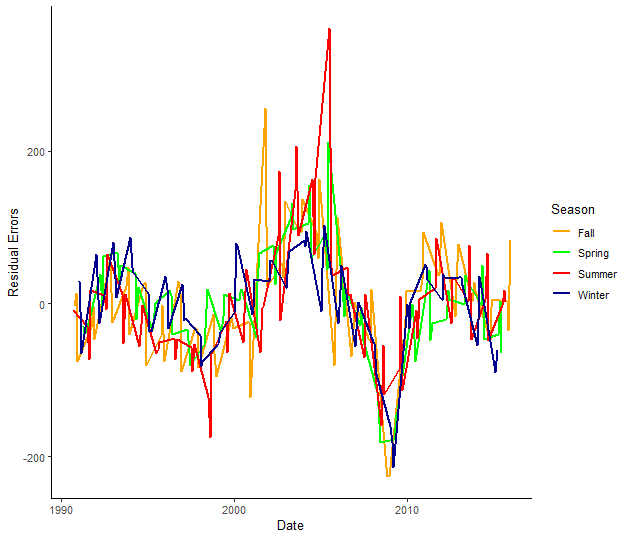 Residual Errors
200
0
-200
1990
2000
2010
Date
Season
Fall
Spring
Summer
Winter